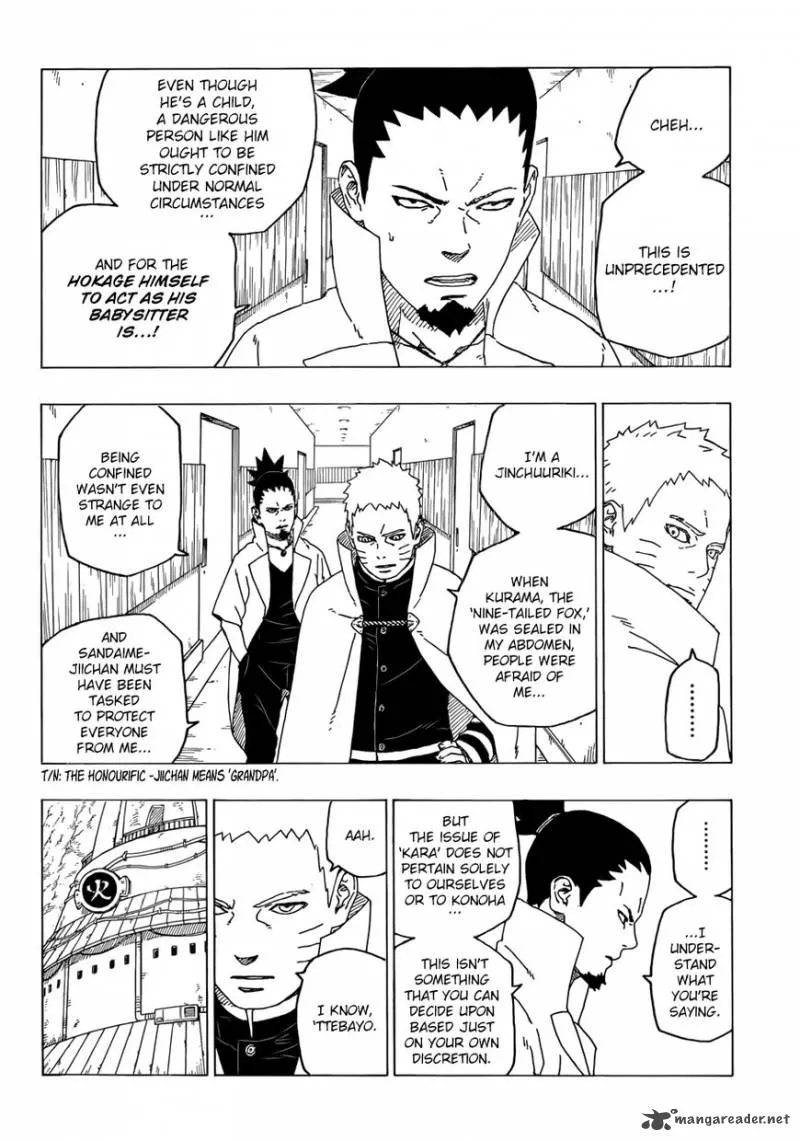 CHEH...
THIS IS
UNPRECEDENTED
...!
EVEN THOUGH
HE'S A CHILD,
A DANGEROUS
PERSON LIKE HIM
OUGHT TO BE
STRICTLY CONFINED
UNDER NORMAL
CIRCUMSTANCES
...
AND FOR THE
HOKAGE HIMSELF
TO ACT AS HIS
BABYSITTER
IS...!
.........
I'M A
JINCHUURIKI...
WHEN
KURAMA, THE
'NINE-TAILED FOX,'
WAS SEALED IN
MY ABDOMEN,
PEOPLE WERE
AFRAID OF
ME...
BEING
CONFINED
WASN'T EVEN
STRANGE TO
ME AT ALL
...
AND
SANDAIME-
JIICHAN MUST
HAVE BEEN
TASKED
TO PROTECT
EVERYONE
FROM ME...
T/N: THE HONOURIFIC -JIICHAN MEANS 'GRANDPA'.
.........
...I
UNDER-
STAND
WHAT
YOU'RE
SAYING.
BUT
THE ISSUE OF
'KARA' DOES NOT
PERTAIN SOLELY
TO OURSELVES
OR TO KONOHA
...
THIS ISN'T
SOMETHING
THAT YOU CAN
DECIDE UPON
BASED JUST
ON YOUR OWN
DISCRETION.
AAH.
I KNOW,
'TTEBAYO.
火
mangareader.net